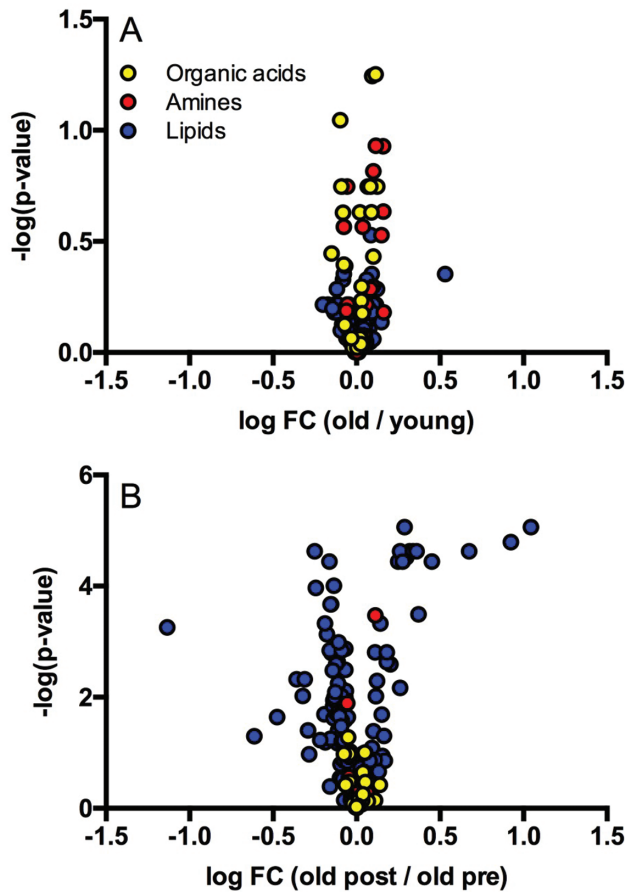 A
1.5
1.0
0.5
0.0
-log(p-value)
Organic acids
Amines
Lipids
-1.5 -1.0 -0.5 0.0 0.5 1.0 1.5
log FC (old / young)
B
6
4
2
0
-log(p-value)
-1.5 -1.0 -0.5 0.0 0.5 1.0 1.5
log FC (old post / old pre)